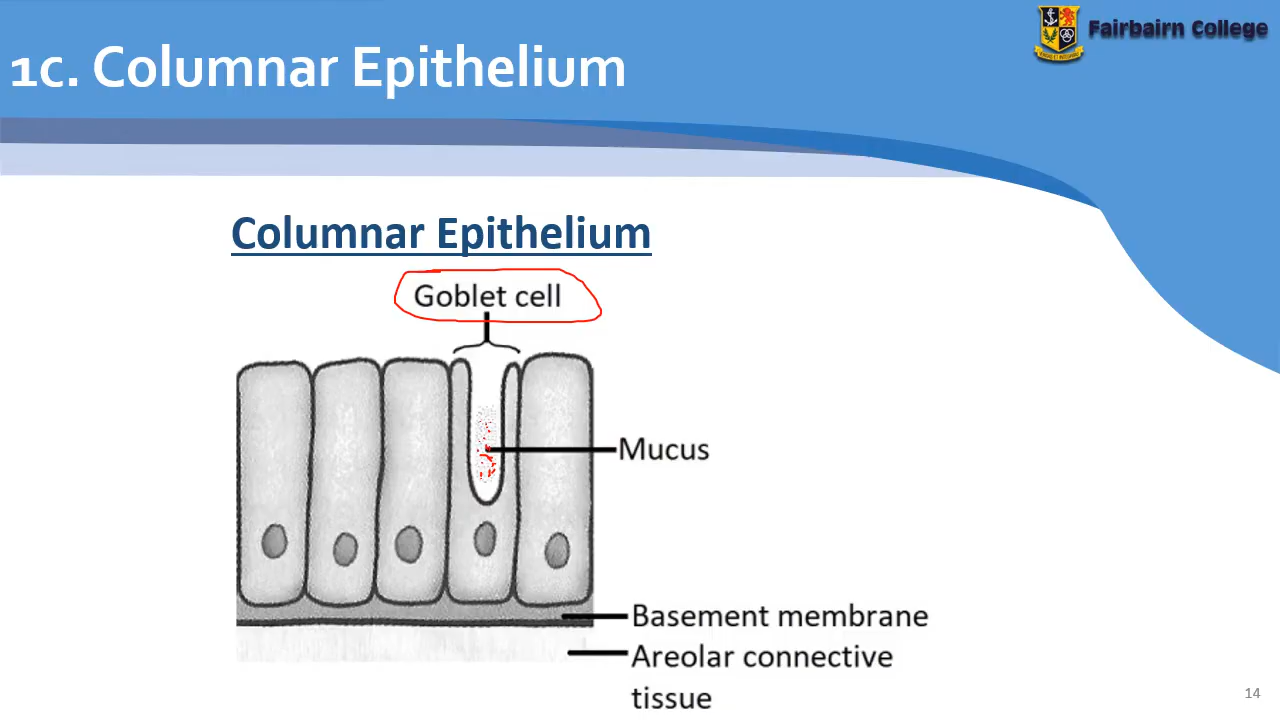 Fairbairn College
1c. Columnar Epithelium
Columnar Epithelium
Goblet cell
Mucus
Basement membrane
Areolar connective
tissue
14